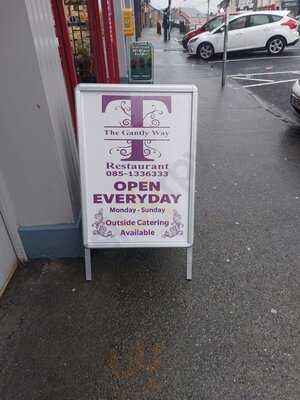 T
The Gantly Way
Restaurant
085-1336333
OPEN
EVERYDAY
Monday - Sunday
Outside Catering
Available